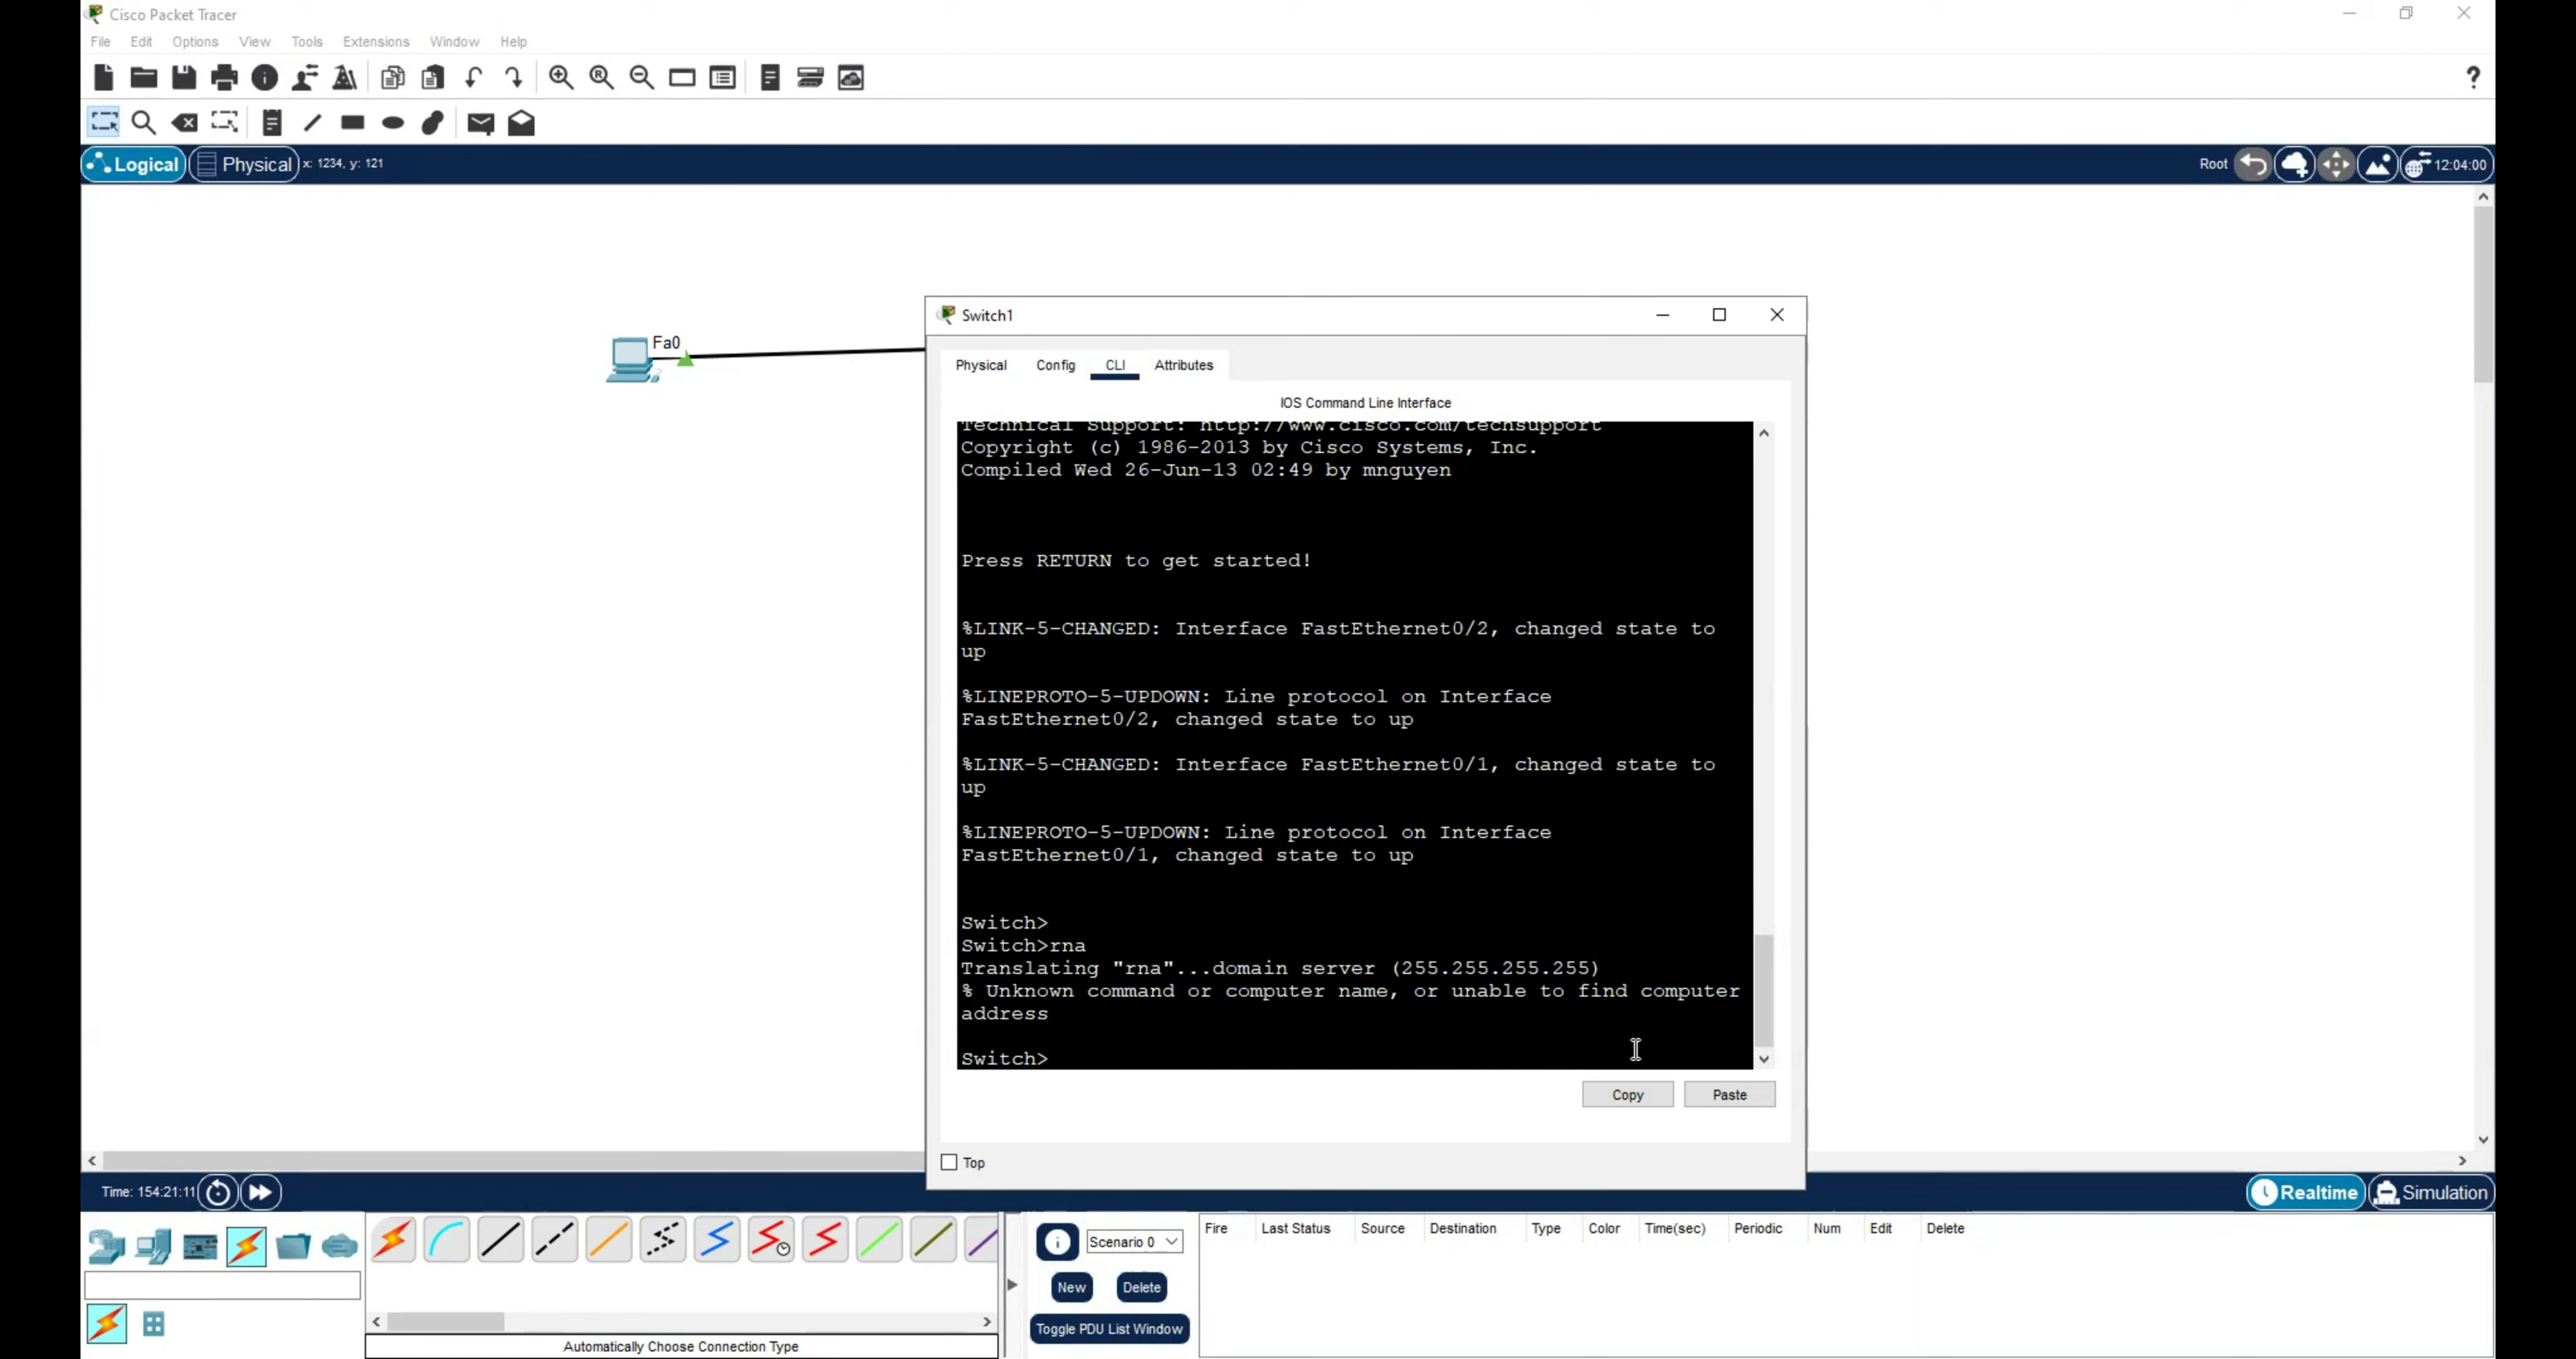 Cisco Packet Tracer
File Edit Options View Tools Extensions Window Help
Logical Physical x: 1234, y: 121
Root 12:04:00
Fa0
Switch1
Physical Config CLI Attributes
IOS Command Line Interface
Technical Support: http://www.cisco.com/techsupport
Copyright (c) 1986-2013 by Cisco Systems, Inc.
Compiled Wed 26-Jun-13 02:49 by mnguyen
Press RETURN to get started!
%LINK-5-CHANGED: Interface FastEthernet0/2, changed state to
up
%LINEPROTO-5-UPDOWN: Line protocol on Interface
FastEthernet0/2, changed state to up
%LINK-5-CHANGED: Interface FastEthernet0/1, changed state to
up
%LINEPROTO-5-UPDOWN: Line protocol on Interface
FastEthernet0/1, changed state to up
Switch>
Switch>rna
Translating "rna"...domain server (255.255.255.255)
% Unknown command or computer name, or unable to find computer
address
Switch>
Copy Paste
Top
Time: 154:21:11
Realtime Simulation
Scenario 0
New Delete
Toggle PDU List Window
Fire Last Status Source Destination Type Color Time(sec) Periodic Num Edit Delete
Automatically Choose Connection Type